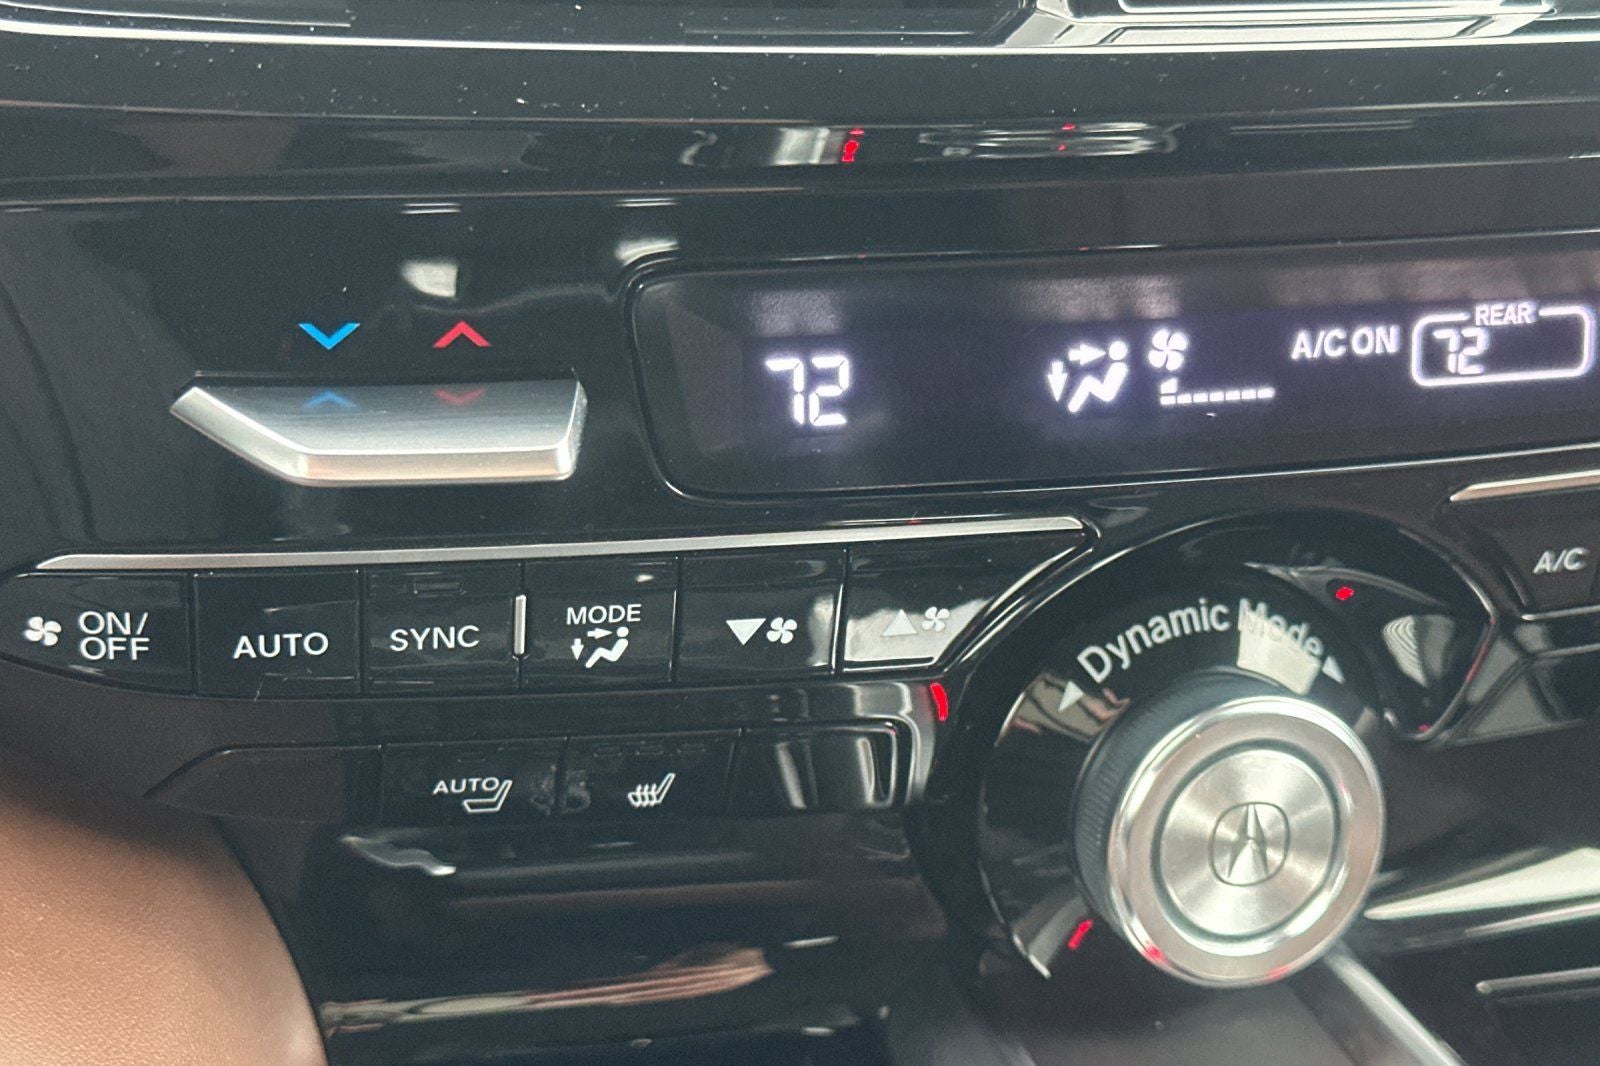 72
A/C ON
REAR
72
ON/
OFF
AUTO
SYNC
MODE
A/C
Dynamic Mode
AUTO